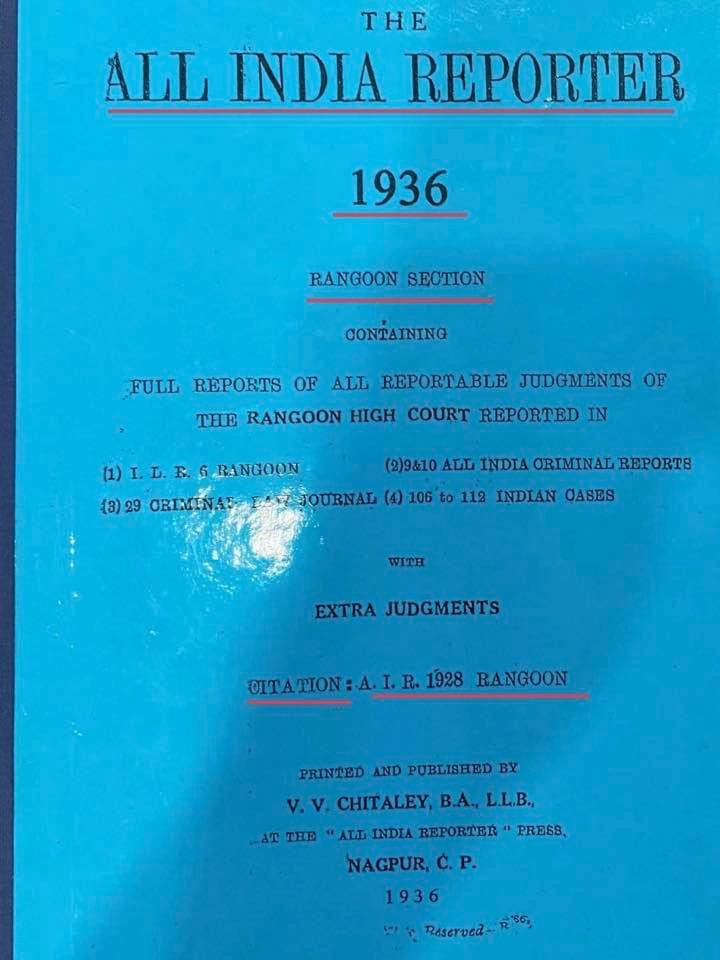 THE
ALL INDIA REPORTER
1936
RANGOON SECTION
CONTAINING
FULL REPORTS OF ALL REPORTABLE JUDGMENTS OF
THE RANGOON HIGH COURT REPORTED IN
(1) I. L. R. 6 RANGOON (2) 9&10 ALL INDIA CRIMINAL REPORTS
(3) 29 CRIMINAL LAW JOURNAL (4) 106 to 112 INDIAN CASES
WITH
EXTRA JUDGMENTS
CITATION : A. I. R. 1928 RANGOON
PRINTED AND PUBLISHED BY
V. V. CHITALEY, B.A., L.L.B.,
AT THE "ALL INDIA REPORTER" PRESS,
NAGPUR, C. P.
1936
Reserved